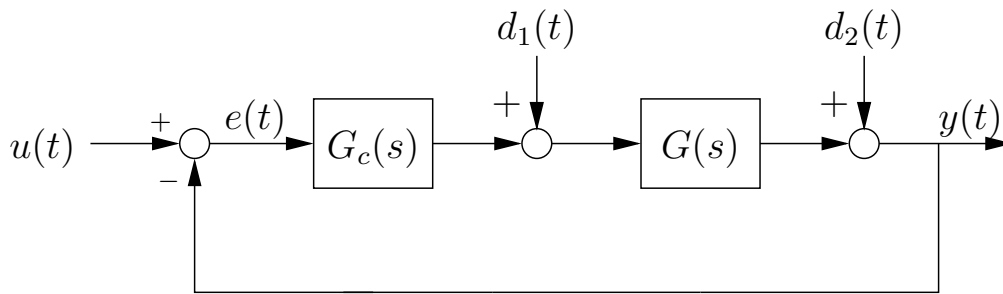 d₁(t)
d₂(t)
u(t)
+
−
e(t)
G_c(s)
+
G(s)
+
y(t)